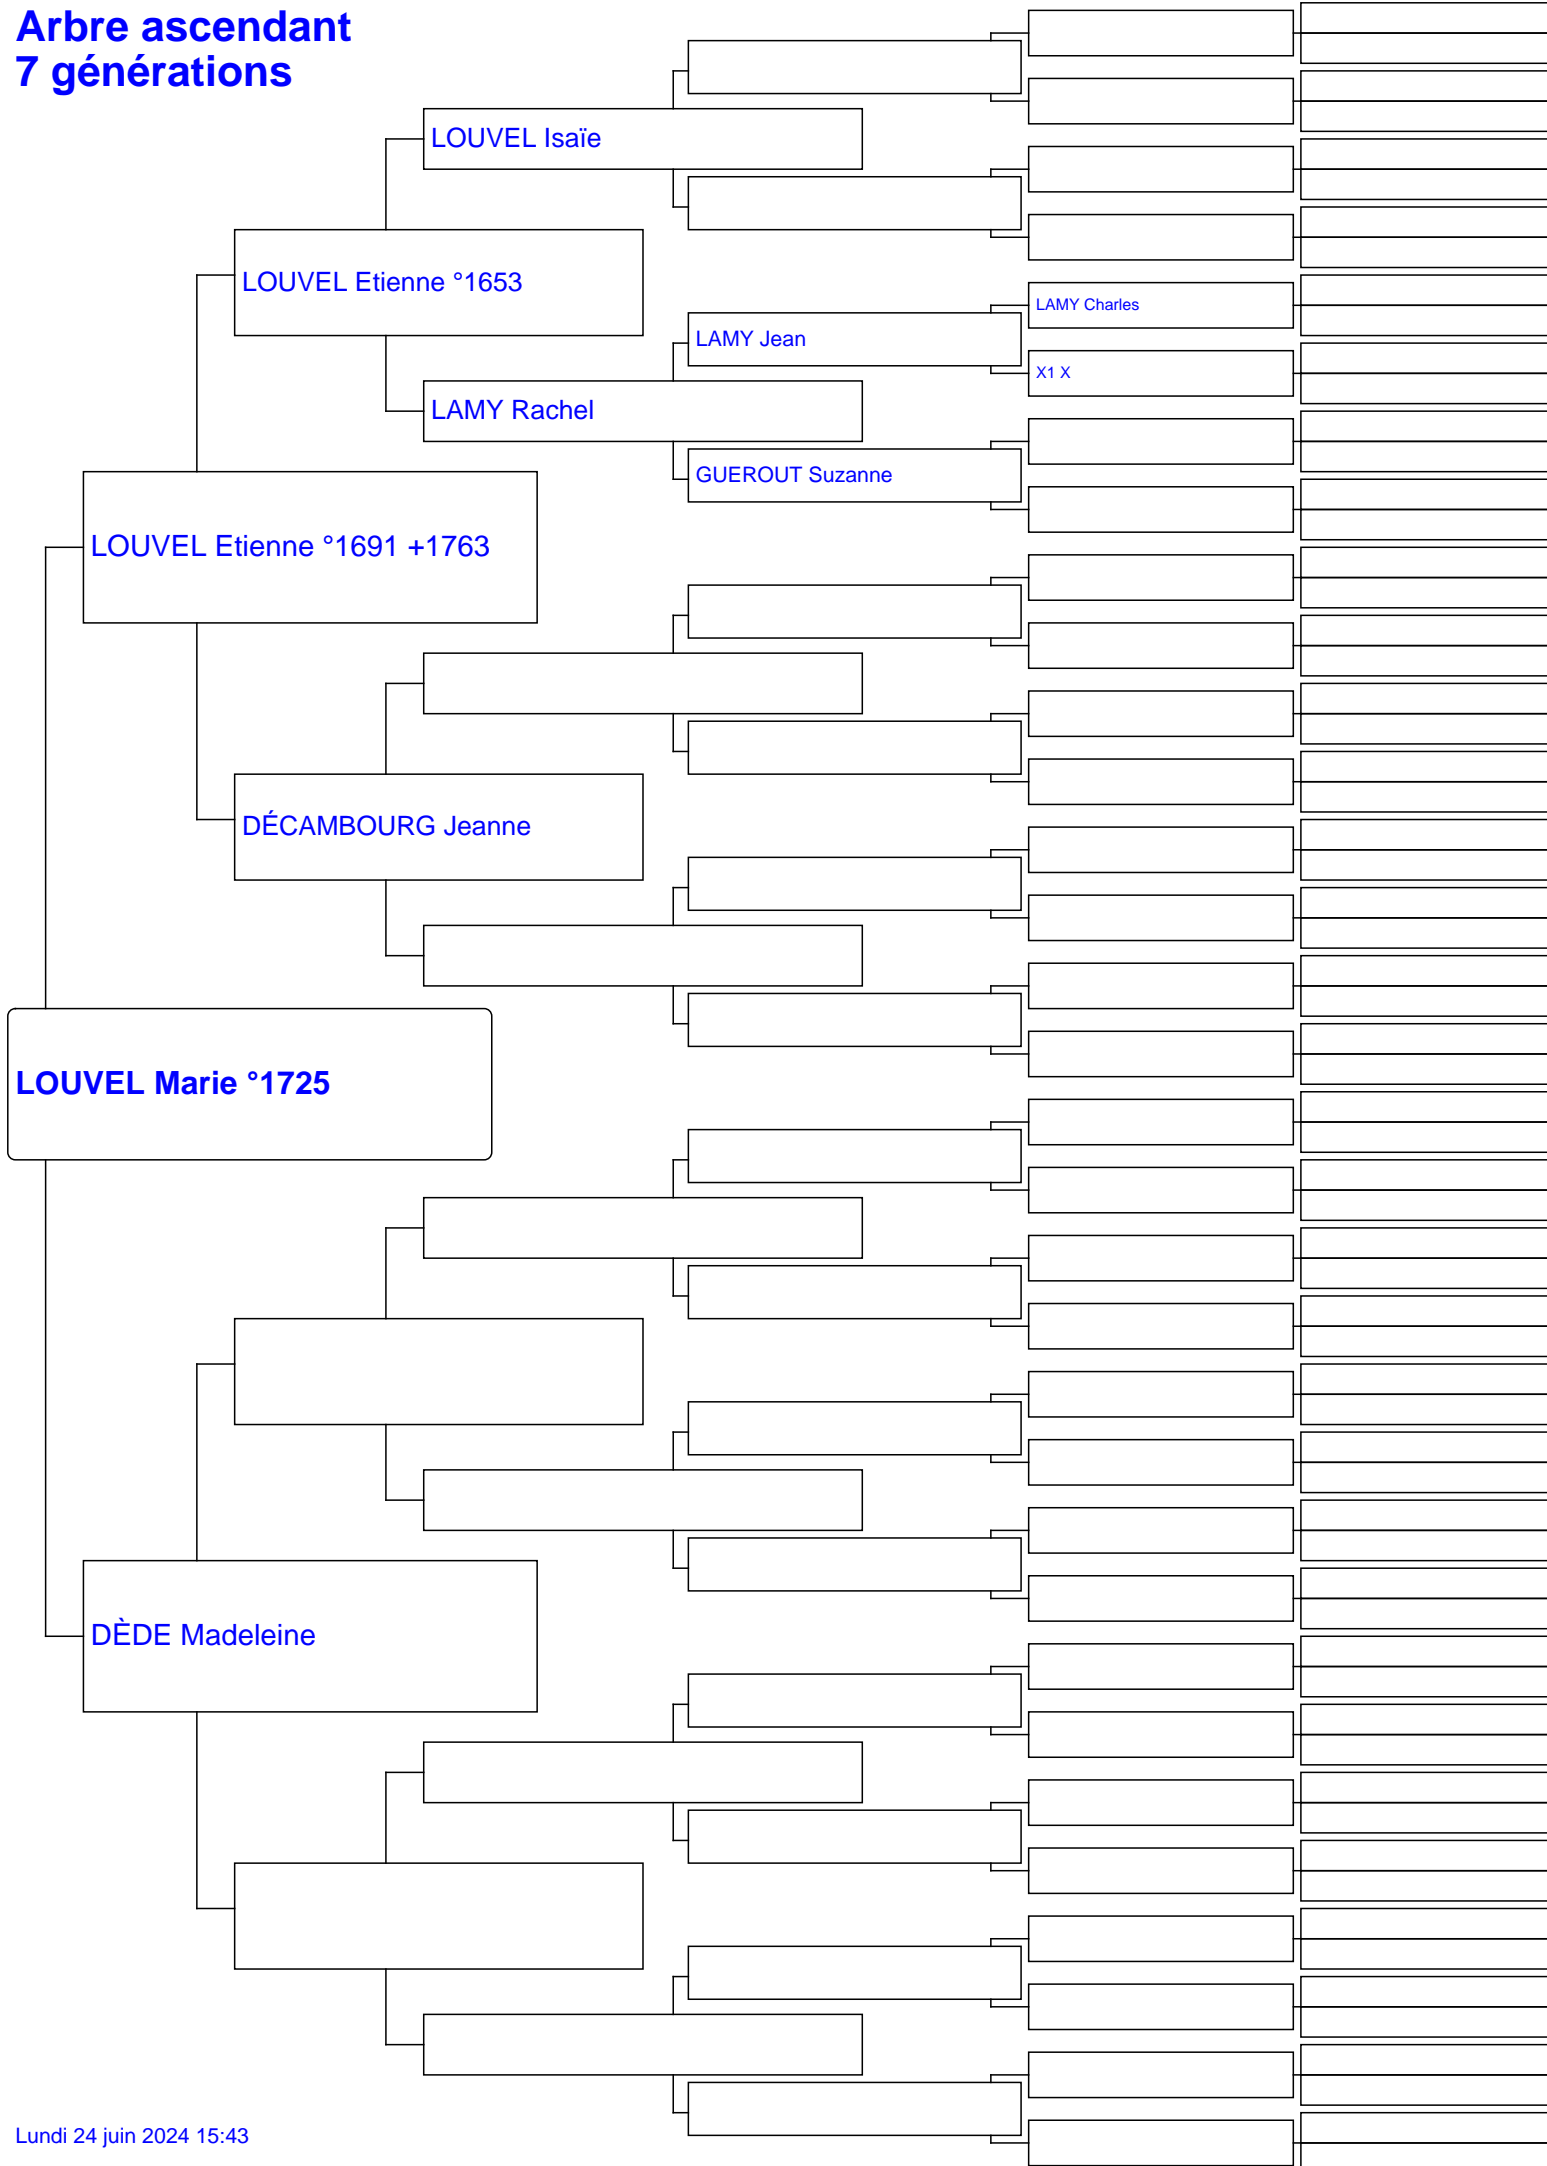 Arbre ascendant
7 générations
LOUVEL Isaïe
LOUVEL Etienne °1653
LAMY Charles
LAMY Jean
X1 X
LAMY Rachel
GUEROUT Suzanne
LOUVEL Etienne °1691 +1763
DÉCAMBOURG Jeanne
LOUVEL Marie °1725
DÈDE Madeleine
Lundi 24 juin 2024 15:43